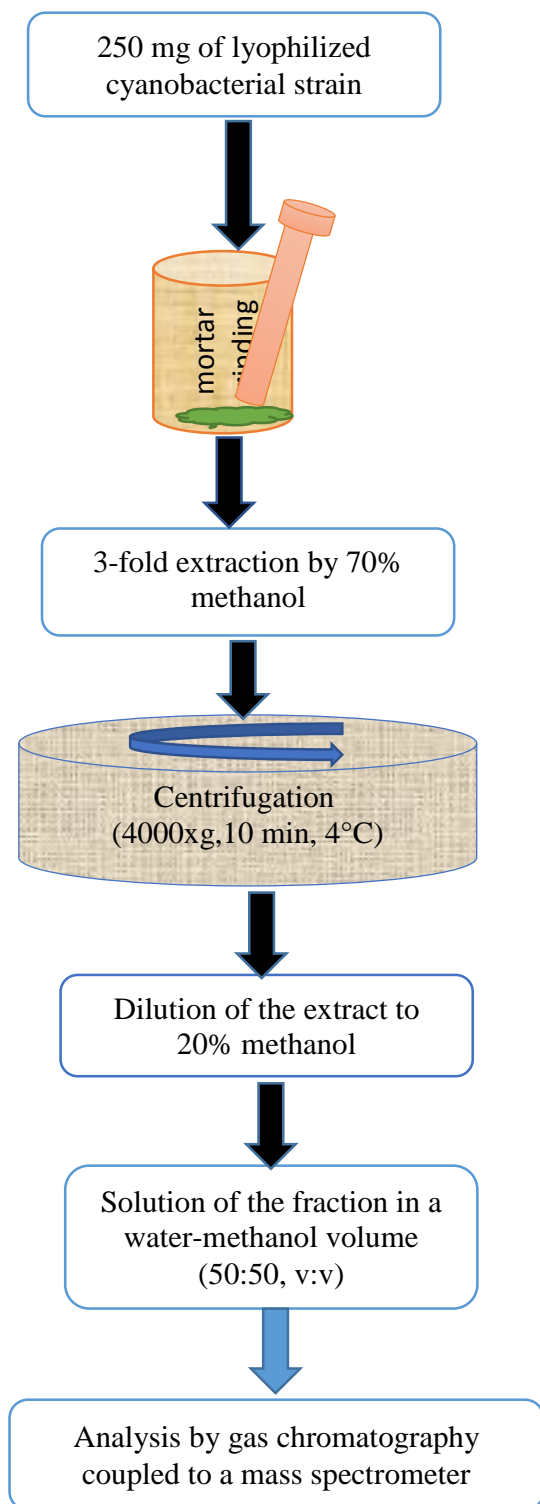 250 mg of lyophilized
cyanobacterial strain
mortar
3-fold extraction by 70%
methanol
Centrifugation
(4000xg,10 min, 4°C)
Dilution of the extract to
20% methanol
Solution of the fraction in a
water-methanol volume
(50:50, v:v)
Analysis by gas chromatography
coupled to a mass spectrometer